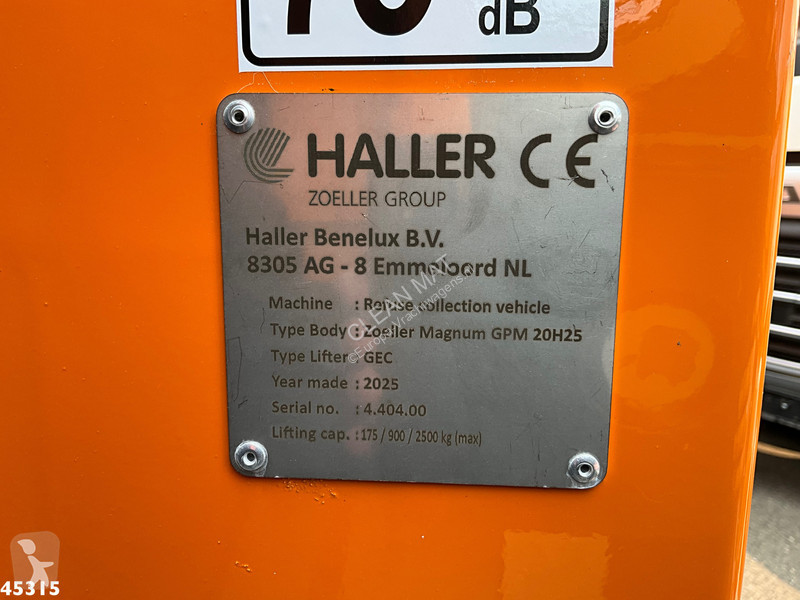 dB
HALLER CE
ZOELLER GROUP
Haller Benelux B.V.
8305 AG - 8 Emmeloord NL
Machine : Refuse collection vehicle
Type Body : Zoeller Magnum GPM 20H25
Type Lifter : GEC
Year made : 2025
Serial no. : 4.404.00
Lifting cap. : 175 / 900 / 2500 kg (max)
CLEAN MAT
45315